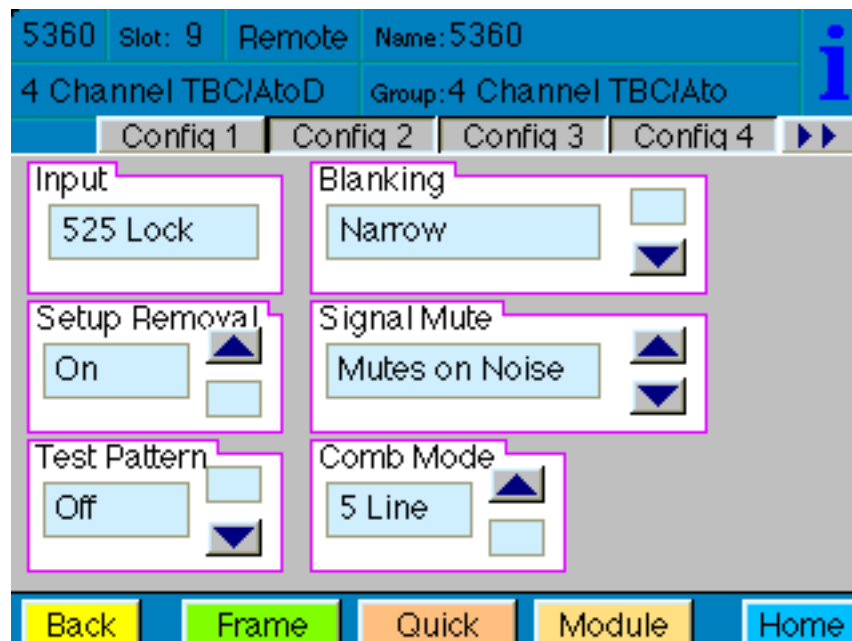 5360 Slot: 9 Remote Name:5360
4 Channel TBC/AtoD Group:4 Channel TBC/Ato
Config 1 Config 2 Config 3 Config 4
Input
525 Lock
Blanking
Narrow
Setup Removal
On
Signal Mute
Mutes on Noise
Test Pattern
Off
Comb Mode
5 Line
Back Frame Quick Module Home